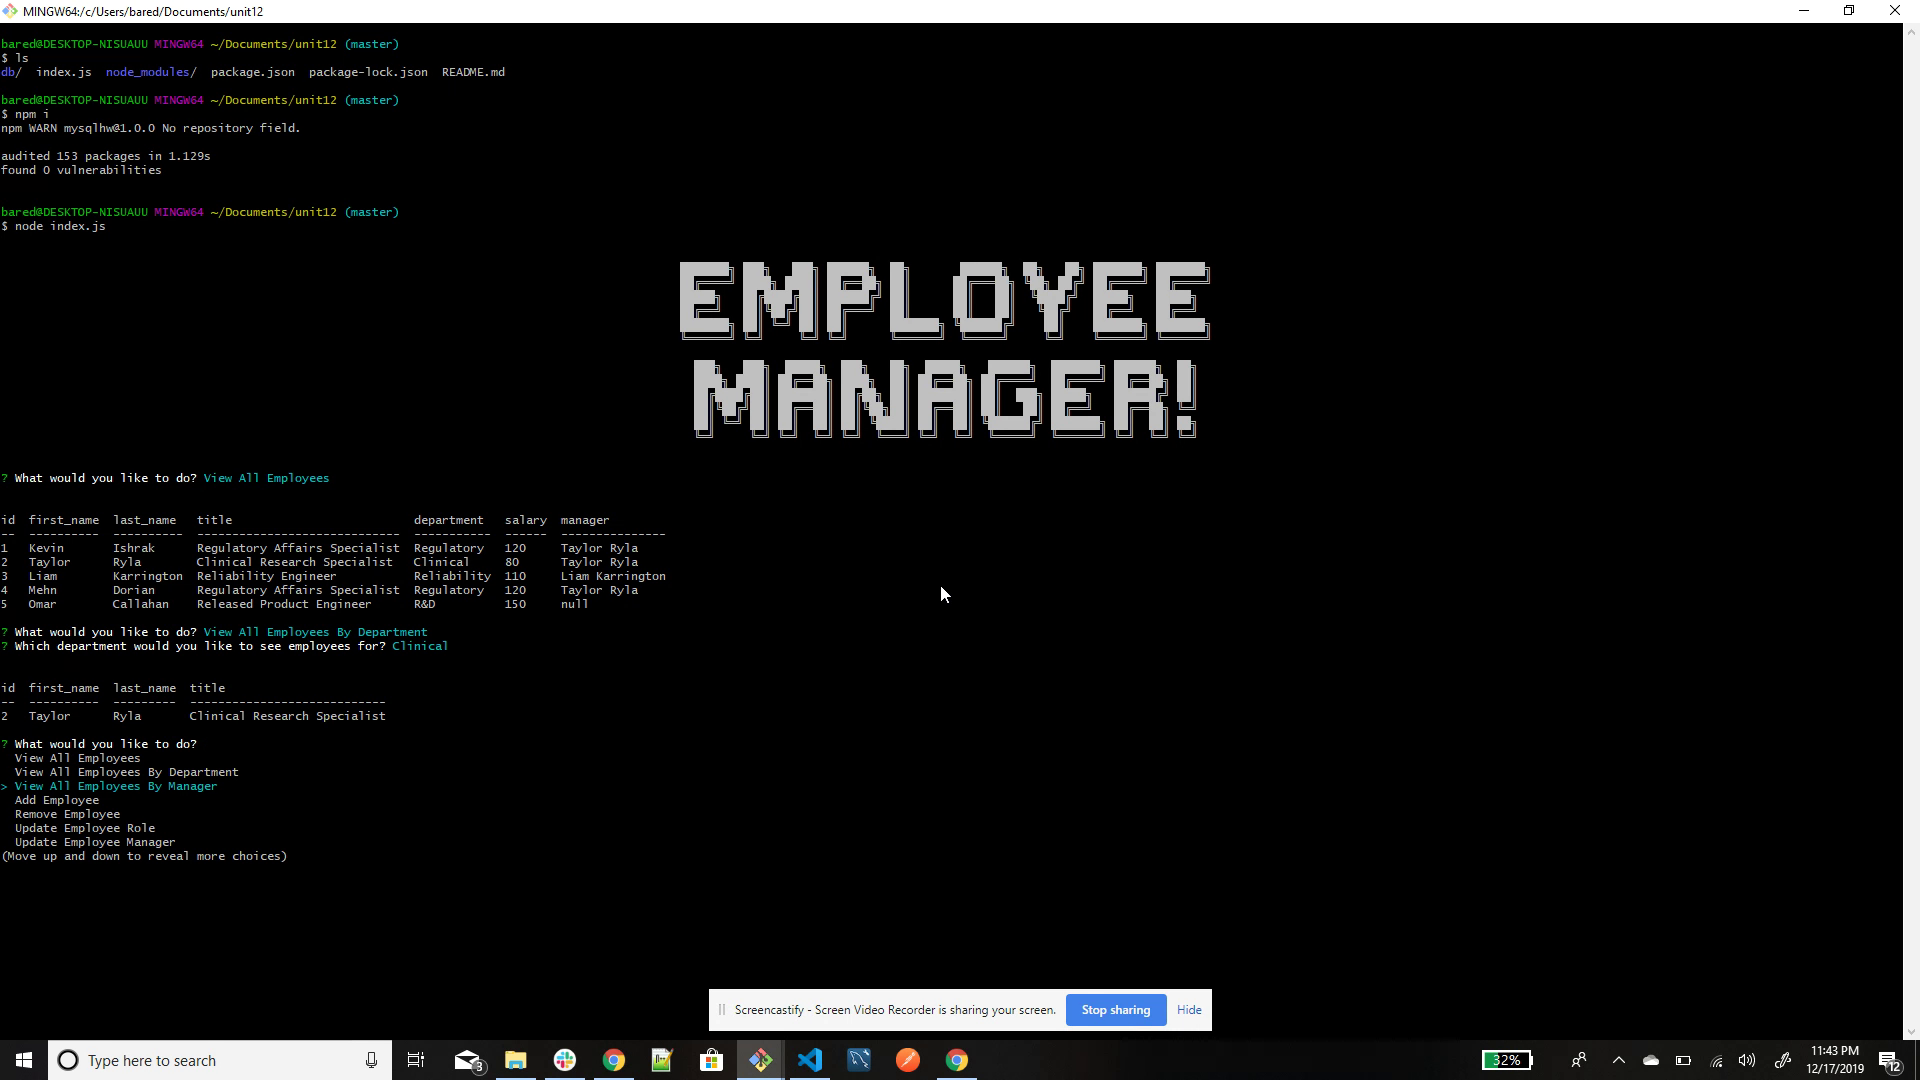 MINGW64:/c/Users/bared/Documents/unit12
bared@DESKTOP-NISUAUU MINGW64 ~/Documents/unit12 (master)
$ ls
db/  index.js  node_modules/  package.json  package-lock.json  README.md
bared@DESKTOP-NISUAUU MINGW64 ~/Documents/unit12 (master)
$ npm i
npm WARN mysqlhw@1.0.0 No repository field.
audited 153 packages in 1.129s
found 0 vulnerabilities
bared@DESKTOP-NISUAUU MINGW64 ~/Documents/unit12 (master)
$ node index.js
EMPLOYEE
MANAGER!
? What would you like to do? View All Employees
id  first_name  last_name  title  department  salary  manager
--  ----------  ----------  -----------------------------  -----------  ------  ---------------
1  Kevin  Ishrak  Regulatory Affairs Specialist  Regulatory  120  Taylor Ryla
2  Taylor  Ryla  Clinical Research Specialist  Clinical  80  Taylor Ryla
3  Liam  Karrington  Reliability Engineer  Reliability  110  Liam Karrington
4  Mehn  Dorian  Regulatory Affairs Specialist  Regulatory  120  Taylor Ryla
5  Omar  Callahan  Released Product Engineer  R&D  150  null
? What would you like to do? View All Employees By Department
? Which department would you like to see employees for? Clinical
id  first_name  last_name  title
--  ----------  ---------  ----------------------------
2  Taylor  Ryla  Clinical Research Specialist
? What would you like to do?
View All Employees
View All Employees By Department
> View All Employees By Manager
Add Employee
Remove Employee
Update Employee Role
Update Employee Manager
(Move up and down to reveal more choices)
Screencastify - Screen Video Recorder is sharing your screen.  Stop sharing  Hide
Type here to search  3  32%  11:43 PM
12/17/2019  12